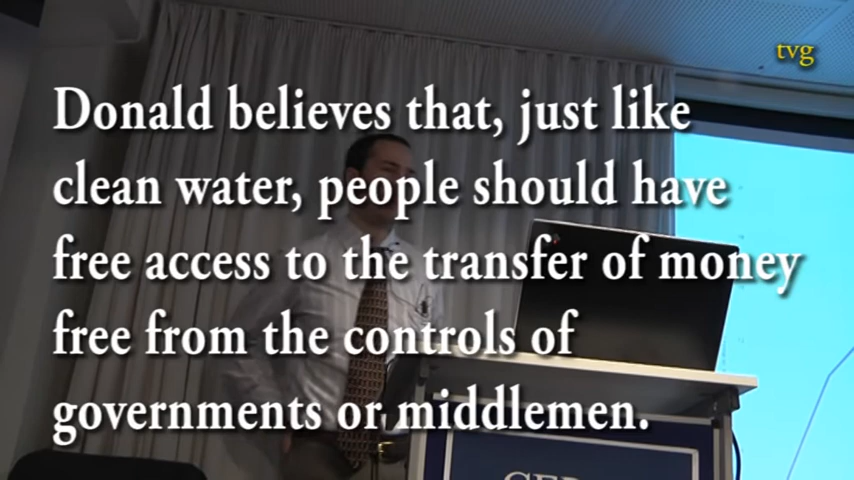 tvg
Donald believes that, just like
clean water, people should have
free access to the transfer of money
free from the controls of
governments or middlemen.